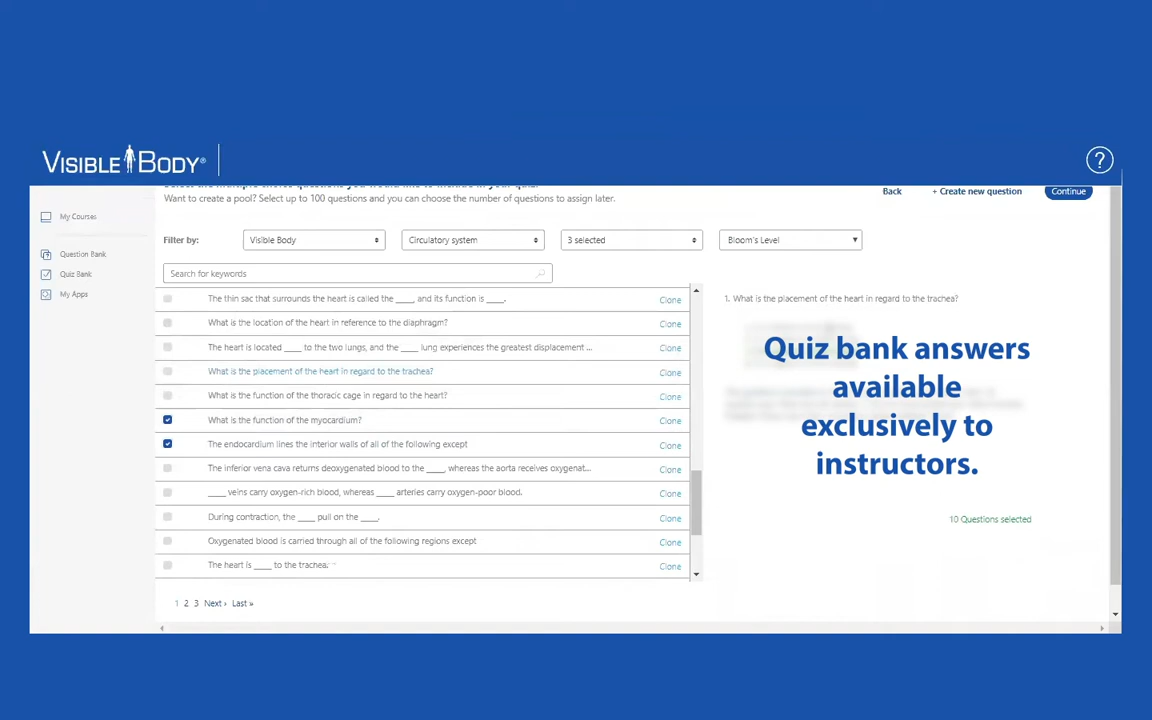 VISIBLE BODY®
?
Want to create a pool? Select up to 100 questions and you can choose the number of questions to assign later.
Back
+ Create new question
Continue
My Courses
Question Bank
Quiz Bank
My Apps
Filter by:
Visible Body
Circulatory system
3 selected
Bloom's Level
Search for keywords
The thin sac that surrounds the heart is called the ____, and its function is ____.
Clone
What is the location of the heart in reference to the diaphragm?
Clone
The heart is located ____ to the two lungs, and the ____ lung experiences the greatest displacement ...
Clone
What is the placement of the heart in regard to the trachea?
Clone
What is the function of the thoracic cage in regard to the heart?
Clone
What is the function of the myocardium?
Clone
The endocardium lines the interior walls of all of the following except
Clone
The inferior vena cava returns deoxygenated blood to the ____, whereas the aorta receives oxygenat...
Clone
____ veins carry oxygen-rich blood, whereas ____ arteries carry oxygen-poor blood.
Clone
During contraction, the ____ pull on the ____.
Clone
Oxygenated blood is carried through all of the following regions except
Clone
The heart is ____ to the trachea.
Clone
1 2 3 Next › Last »
1. What is the placement of the heart in regard to the trachea?
Quiz bank answers
available
exclusively to
instructors.
10 Questions selected